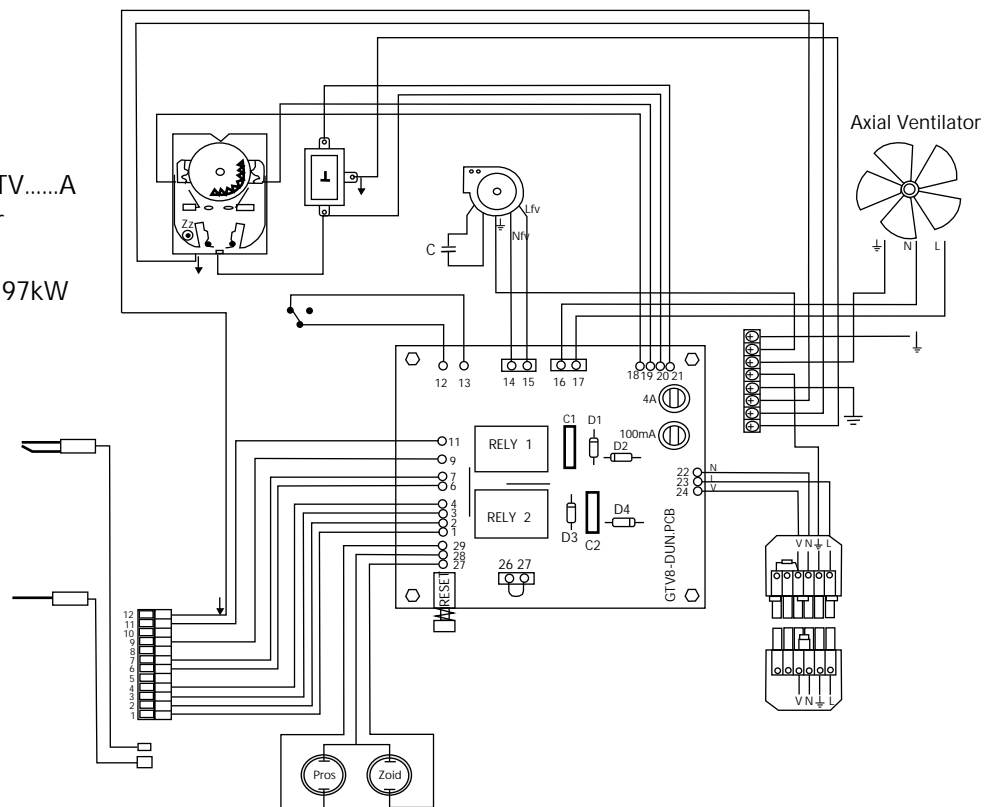 Axial Ventilator
TV......A
r
97kW
Zz
Lfv
Nfv
C
N L
12 13 14 15 16 17 18 19 20 21
4A
100mA
C1 D1
D2
RELY 1
RELY 2
D3 C2 D4
11
9
7
6
4
3
2
1
29
28
27
22 N
23 L
24 V
26 27
RESET
GTV8-DUN.PCB
V N L
V N L
12
11
10
9
8
7
6
5
4
3
2
1
Pros Zoid